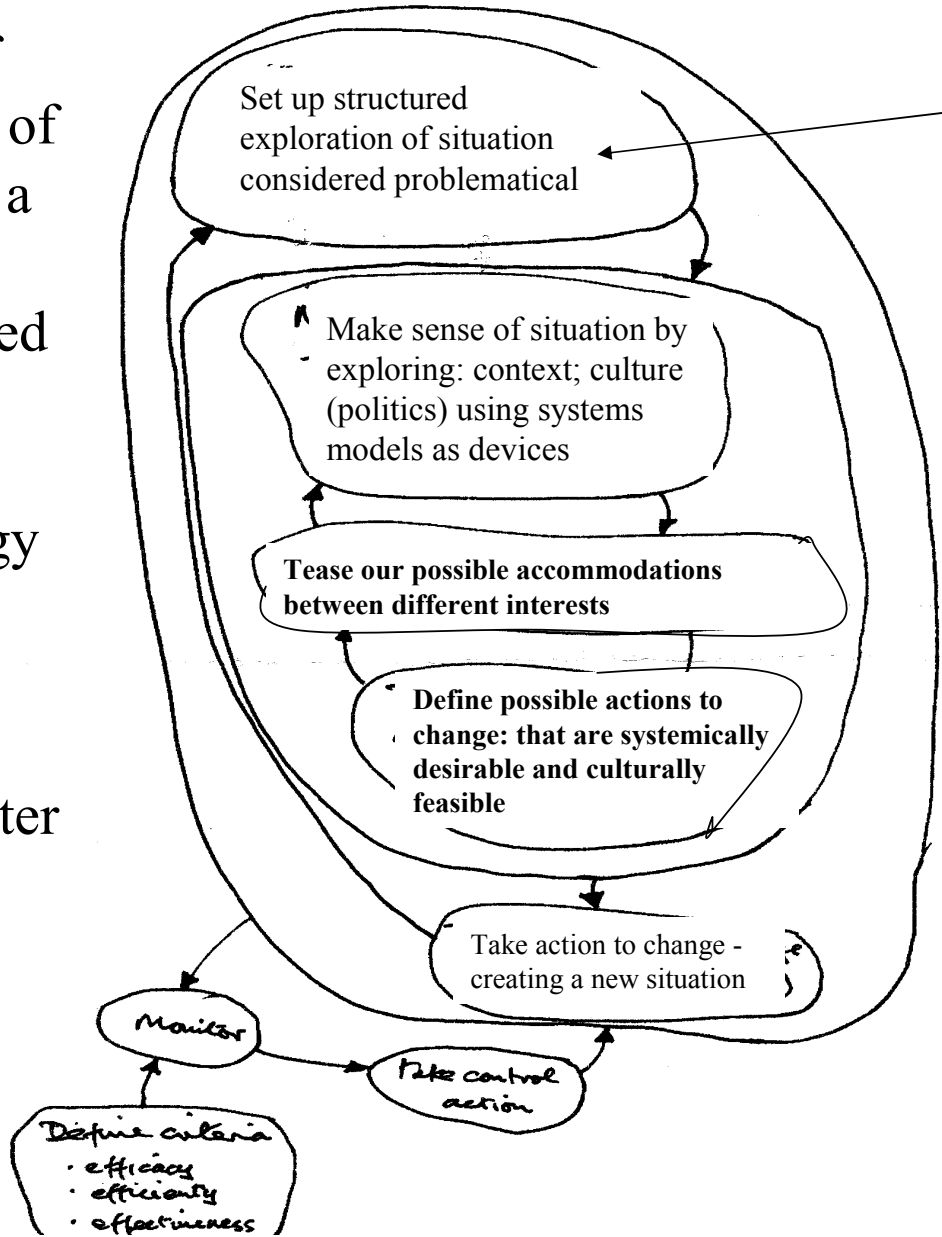 of
a
ed
gy
ter
Set up structured
exploration of situation
considered problematical
Make sense of situation by
exploring: context; culture
(politics) using systems
models as devices
Tease our possible accommodations
between different interests
Define possible actions to
change: that are systemically
desirable and culturally
feasible
Take action to change -
creating a new situation
Monitor
Take control
action
Define criteria
· efficacy
· efficienty
· effectiveness